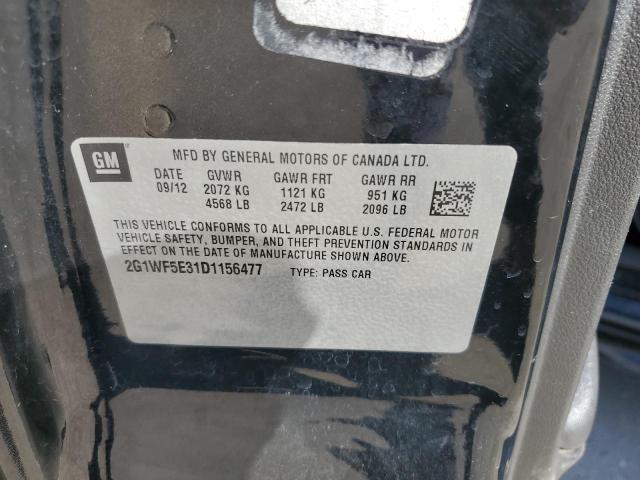 GM
MFD BY GENERAL MOTORS OF CANADA LTD.
DATE GVWR GAWR FRT GAWR RR
09/12 2072 KG 1121 KG 951 KG
4568 LB 2472 LB 2096 LB
THIS VEHICLE CONFORMS TO ALL APPLICABLE U.S. FEDERAL MOTOR
VEHICLE SAFETY, BUMPER, AND THEFT PREVENTION STANDARDS IN
EFFECT ON THE DATE OF MANUFACTURE SHOWN ABOVE.
2G1WF5E31D1156477 TYPE: PASS CAR